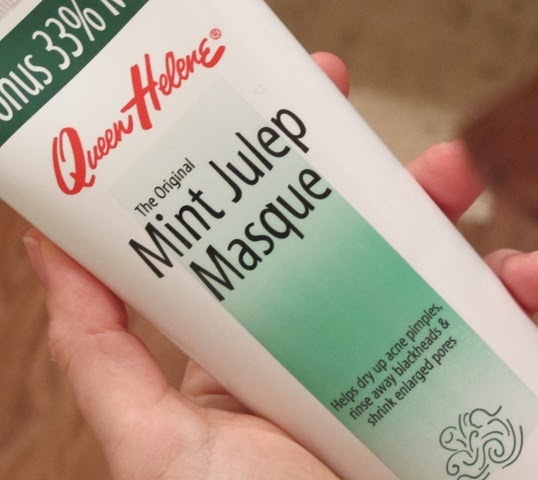 33%
Queen Helene®
The Original
Mint Julep
Masque
Helps dry up acne pimples,
rinse away blackheads &
shrink enlarged pores